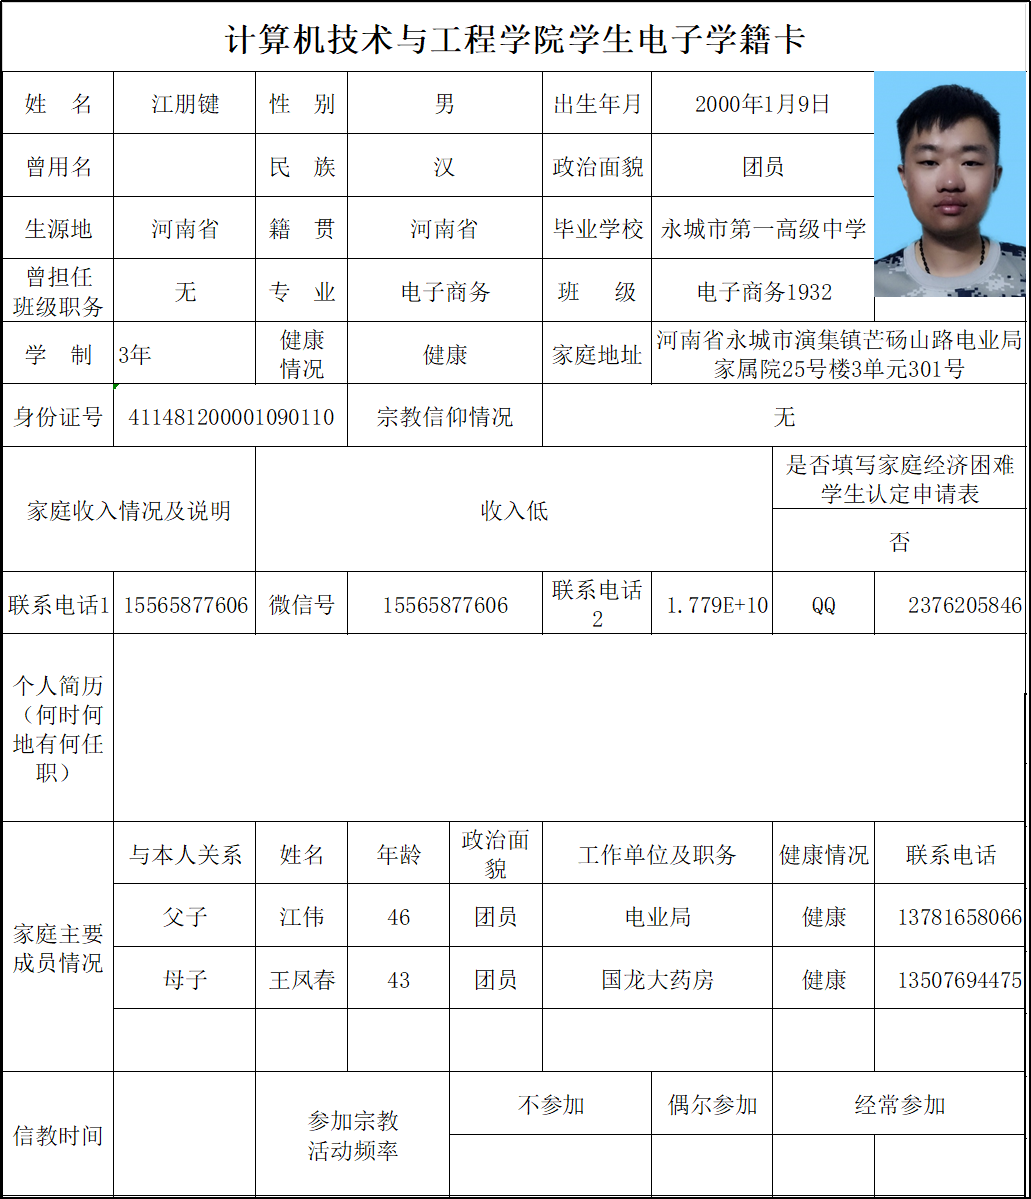 计算机技术与工程学院学生电子学籍卡
姓 名 江朋键 性 别 男 出生年月 2000年1月9日
曾用名 民 族 汉 政治面貌 团员
生源地 河南省 籍 贯 河南省 毕业学校 永城市第一高级中学
曾担任
班级职务 无 专 业 电子商务 班 级 电子商务1932
学 制 3年 健康
情况 健康 家庭地址 河南省永城市演集镇芒砀山路电业局
家属院25号楼3单元301号
身份证号 411481200001090110 宗教信仰情况 无
家庭收入情况及说明 收入低 是否填写家庭经济困难
学生认定申请表
否
联系电话1 15565877606 微信号 15565877606 联系电话
2 1.779E+10 QQ 2376205846
个人简历
（何时何
地有何任
职）
家庭主要
成员情况
与本人关系 姓名 年龄 政治面
貌 工作单位及职务 健康情况 联系电话
父子 江伟 46 团员 电业局 健康 13781658066
母子 王凤春 43 团员 国龙大药房 健康 13507694475
信教时间 参加宗教
活动频率 不参加 偶尔参加 经常参加